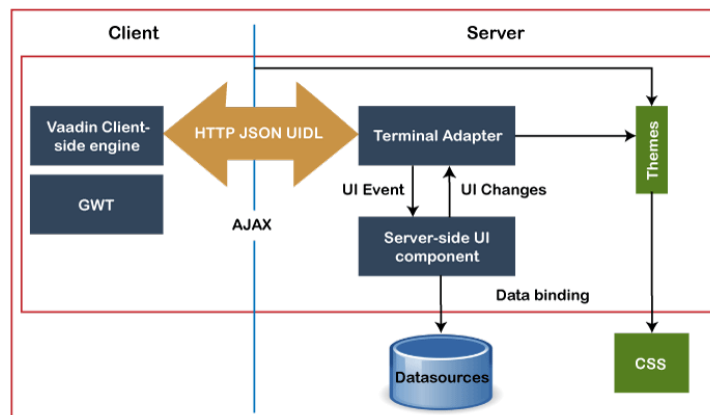 Client
Server
Vaadin Client-
side engine
HTTP JSON UIDL
Terminal Adapter
Themes
GWT
UI Event
UI Changes
AJAX
Server-side UI
component
Data binding
Datasources
CSS